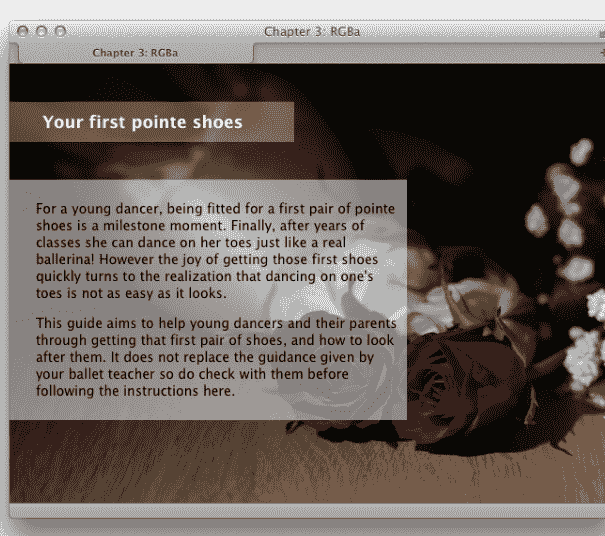 Chapter 3: RGBa
Chapter 3: RGBa
Your first pointe shoes
For a young dancer, being fitted for a first pair of pointe
shoes is a milestone moment. Finally, after years of
classes she can dance on her toes just like a real
ballerina! However the joy of getting those first shoes
quickly turns to the realization that dancing on one's
toes is not as easy as it looks.
This guide aims to help young dancers and their parents
through getting that first pair of shoes, and how to look
after them. It does not replace the guidance given by
your ballet teacher so do check with them before
following the instructions here.